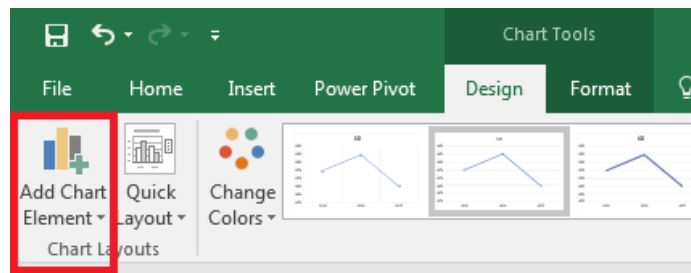 Chart Tools
File Home Insert Power Pivot Design Format
Add Chart Element
Quick Layout
Change Colors
Chart Layouts